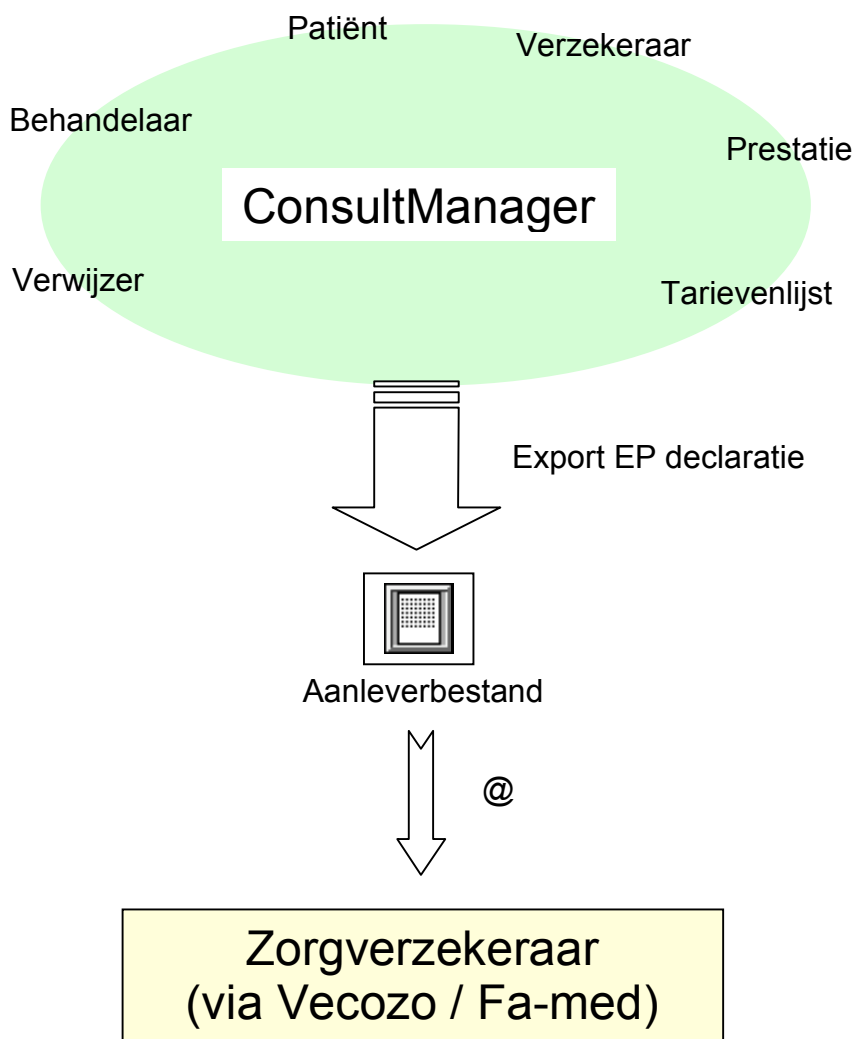 Patiënt
Verzekeraar
Behandelaar
Prestatie
ConsultManager
Verwijzer
Tarievenlijst
Export EP declaratie
Aanleverbestand
@
Zorgverzekeraar
(via Vecozo / Fa-med)